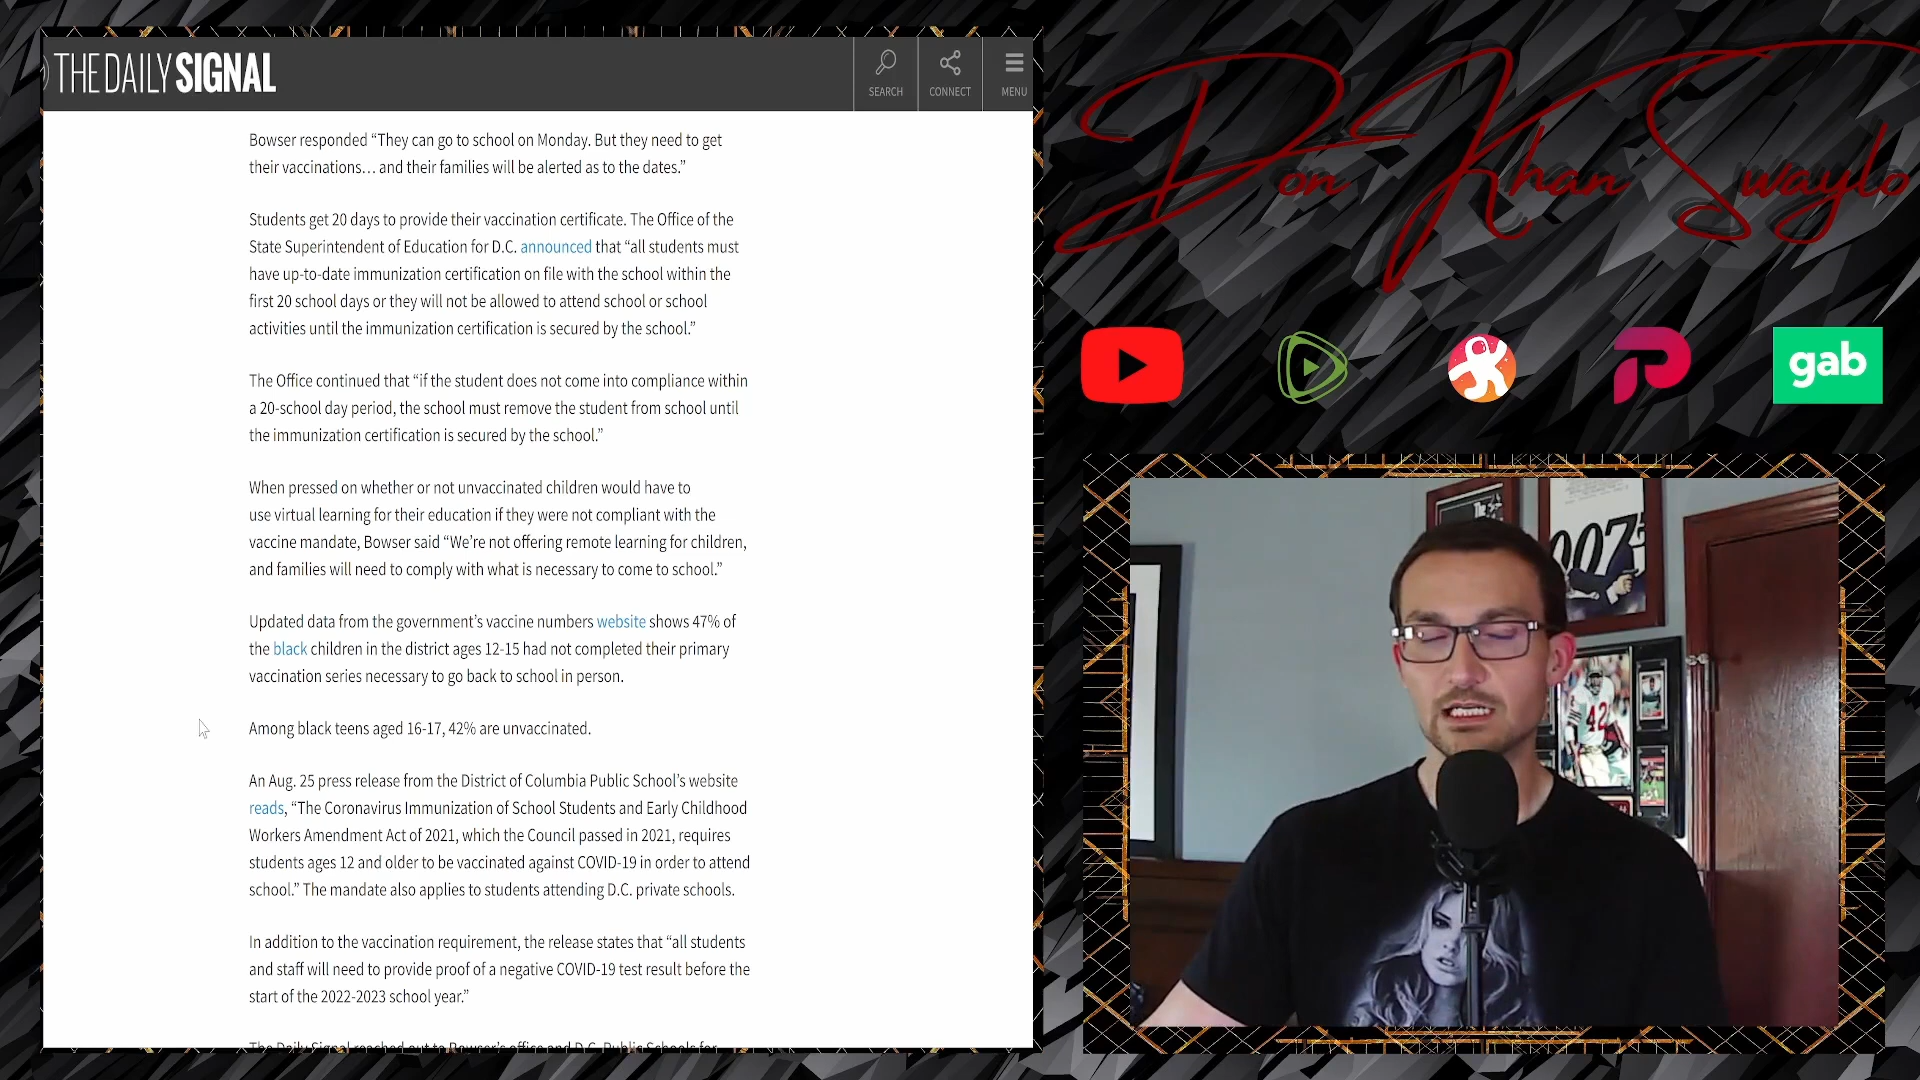 THE DAILY SIGNAL
SEARCH
CONNECT
MENU
Bowser responded “They can go to school on Monday. But they need to get
their vaccinations… and their families will be alerted as to the dates.”
Students get 20 days to provide their vaccination certificate. The Office of the
State Superintendent of Education for D.C. announced that “all students must
have up-to-date immunization certification on file with the school within the
first 20 school days or they will not be allowed to attend school or school
activities until the immunization certification is secured by the school.”
The Office continued that “if the student does not come into compliance within
a 20-school day period, the school must remove the student from school until
the immunization certification is secured by the school.”
When pressed on whether or not unvaccinated children would have to
use virtual learning for their education if they were not compliant with the
vaccine mandate, Bowser said “We’re not offering remote learning for children,
and families will need to comply with what is necessary to come to school.”
Updated data from the government’s vaccine numbers website shows 47% of
the black children in the district ages 12-15 had not completed their primary
vaccination series necessary to go back to school in person.
Among black teens aged 16-17, 42% are unvaccinated.
An Aug. 25 press release from the District of Columbia Public School’s website
reads, “The Coronavirus Immunization of School Students and Early Childhood
Workers Amendment Act of 2021, which the Council passed in 2021, requires
students ages 12 and older to be vaccinated against COVID-19 in order to attend
school.” The mandate also applies to students attending D.C. private schools.
In addition to the vaccination requirement, the release states that “all students
and staff will need to provide proof of a negative COVID-19 test result before the
start of the 2022-2023 school year.”
The Daily Signal reached out to Bowser’s office and D.C. Public Schools for
Don Khan Swaylo
gab
007
42